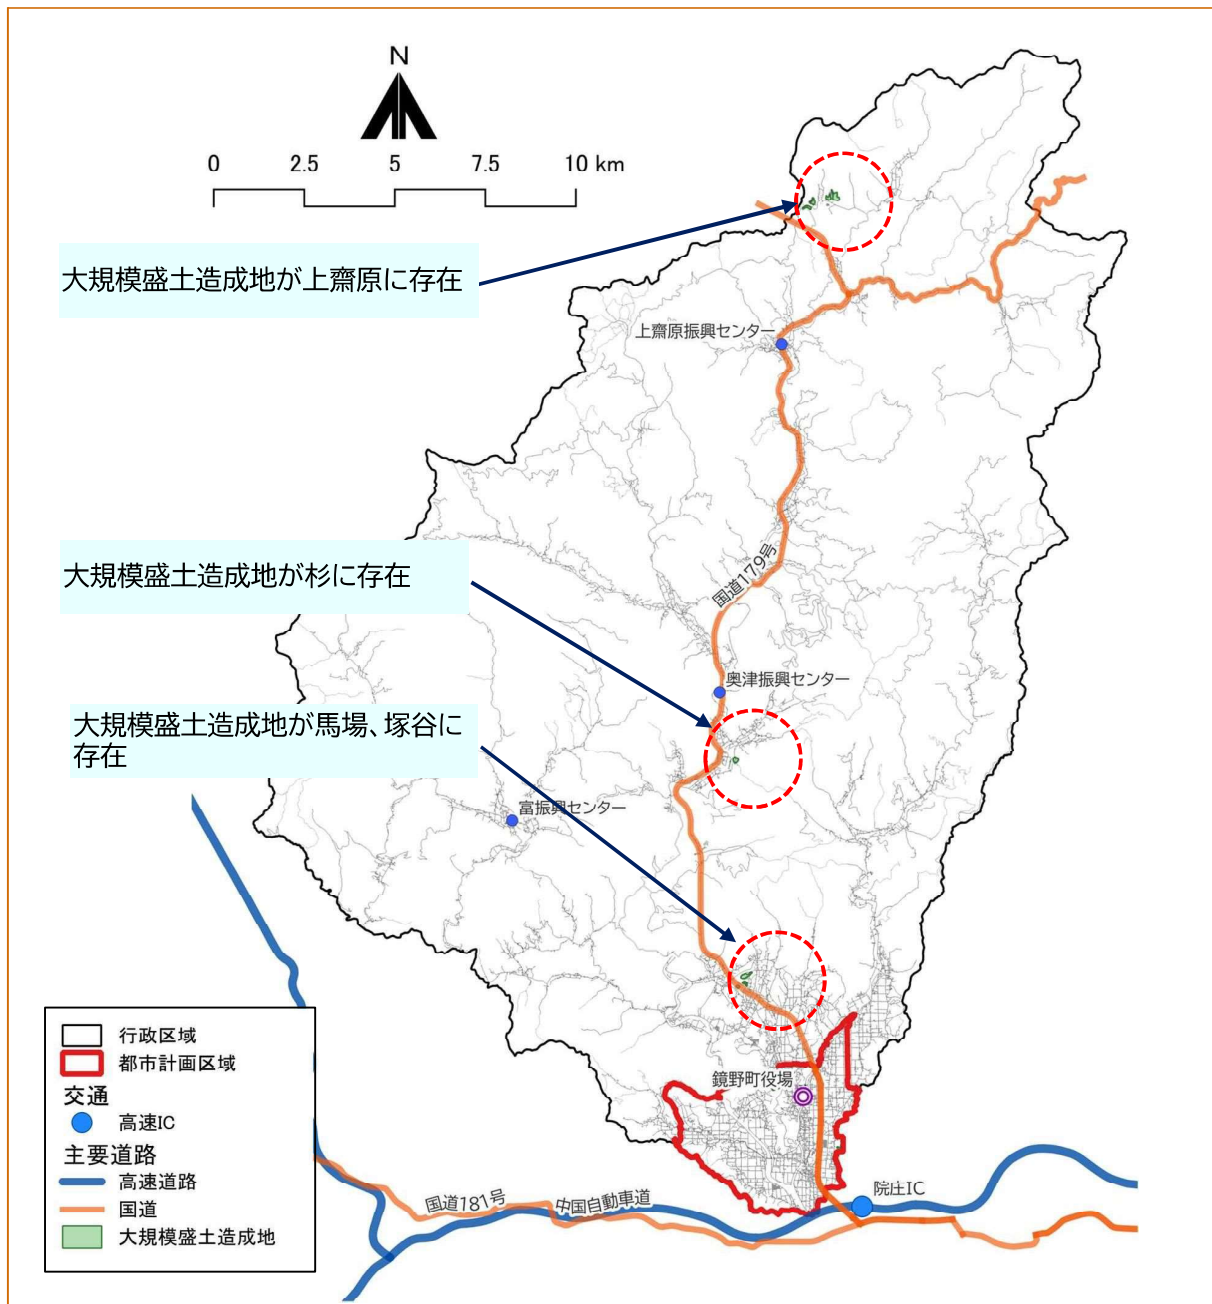 N
0 2.5 5 7.5 10 km
大規模盛土造成地が上齋原に存在
上齋原振興センター
大規模盛土造成地が杉に存在
国道179号
奥津振興センター
大規模盛土造成地が馬場、塚谷に
存在
富振興センター
鏡野町役場
院庄IC
国道181号
中国自動車道
行政区域
都市計画区域
交通
高速IC
主要道路
高速道路
国道
大規模盛土造成地